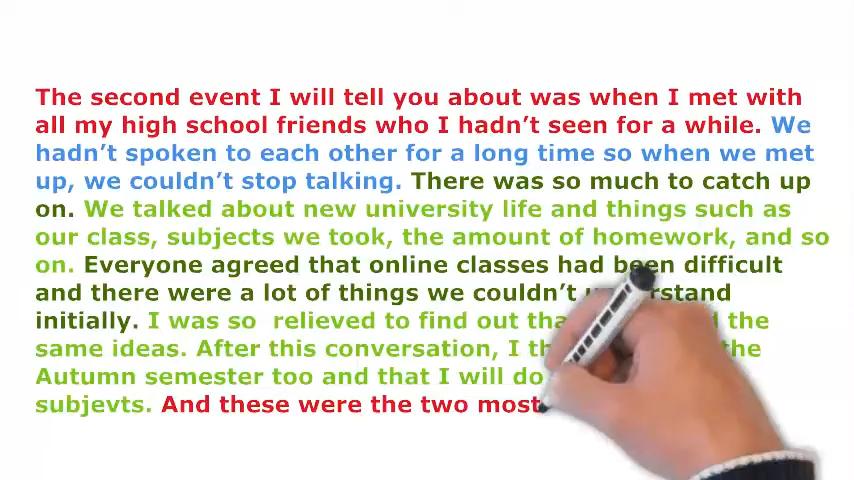 The second event I will tell you about was when I met with
all my high school friends who I hadn't seen for a while. We
hadn't spoken to each other for a long time so when we met
up, we couldn't stop talking. There was so much to catch up
on. We talked about new university life and things such as
our class, subjects we took, the amount of homework, and so
on. Everyone agreed that online classes had been difficult
and there were a lot of things we couldn't understand
initially. I was so relieved to find out the
same ideas. After this conversation, I the
Autumn semester too and that I will do
subjevts. And these were the two most